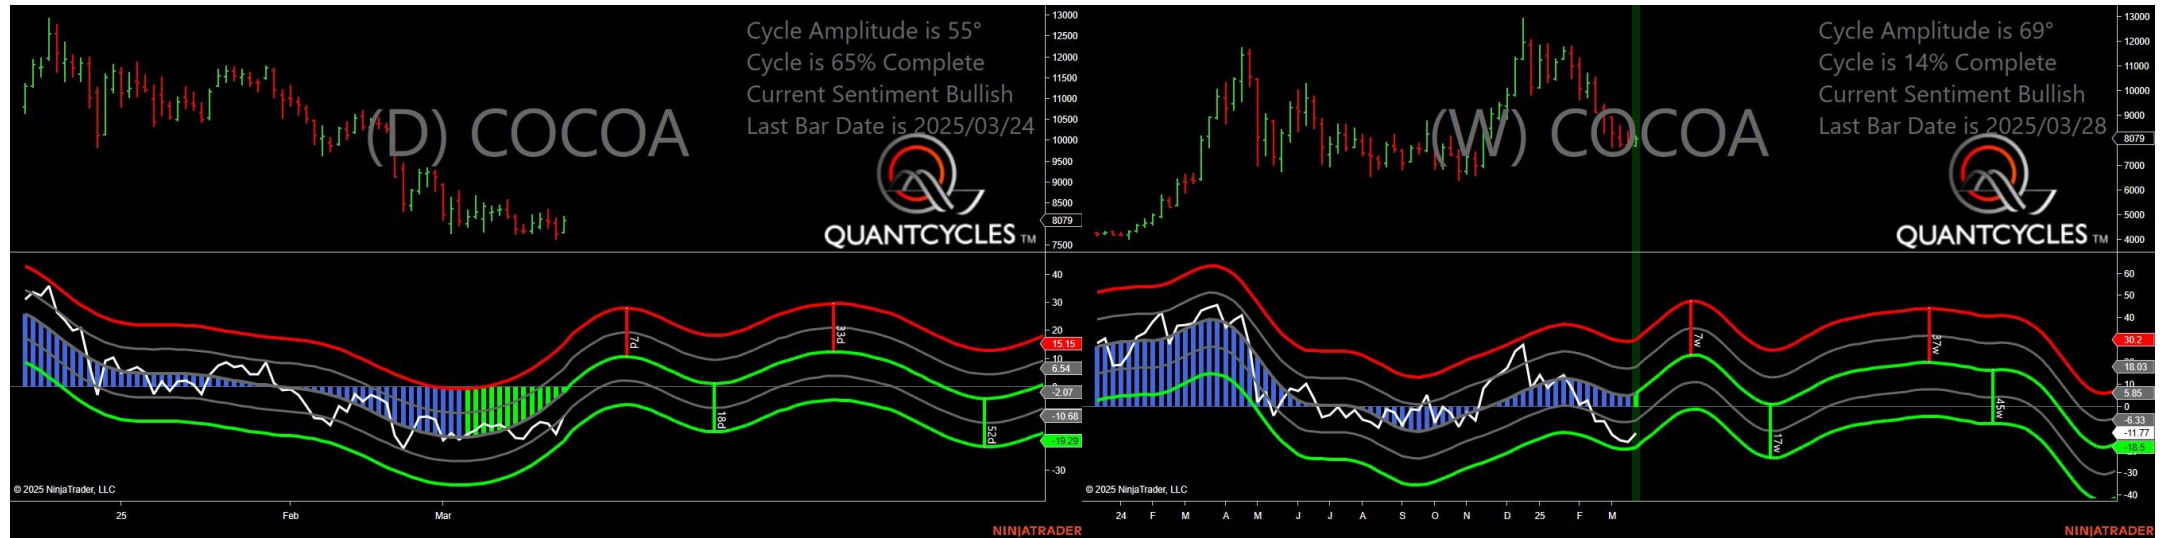 Cycle Amplitude is 55°
Cycle is 65% Complete
Current Sentiment Bullish
Last Bar Date is 2025/03/24
(D) COCOA
QUANTCYCLES TM
13000
12500
12000
11500
11000
10500
10000
9500
9000
8500
8079
7500
40
30
20
15.15
10
6.54
-2.07
-10.68
-19.29
-30
7d
18d
33d
52d
© 2025 NinjaTrader, LLC
25 Feb Mar
NINJATRADER
Cycle Amplitude is 69°
Cycle is 14% Complete
Current Sentiment Bullish
Last Bar Date is 2025/03/28
(W) COCOA
QUANTCYCLES TM
13000
12000
11000
10000
9000
8079
7000
6000
5000
4000
60
50
40
30.2
18.03
10
5.85
0
-6.33
-11.77
-18.5
-30
-40
7w
17w
37w
45w
© 2025 NinjaTrader, LLC
24 F M A M J J A S O N D 25 F M
NINJATRADER